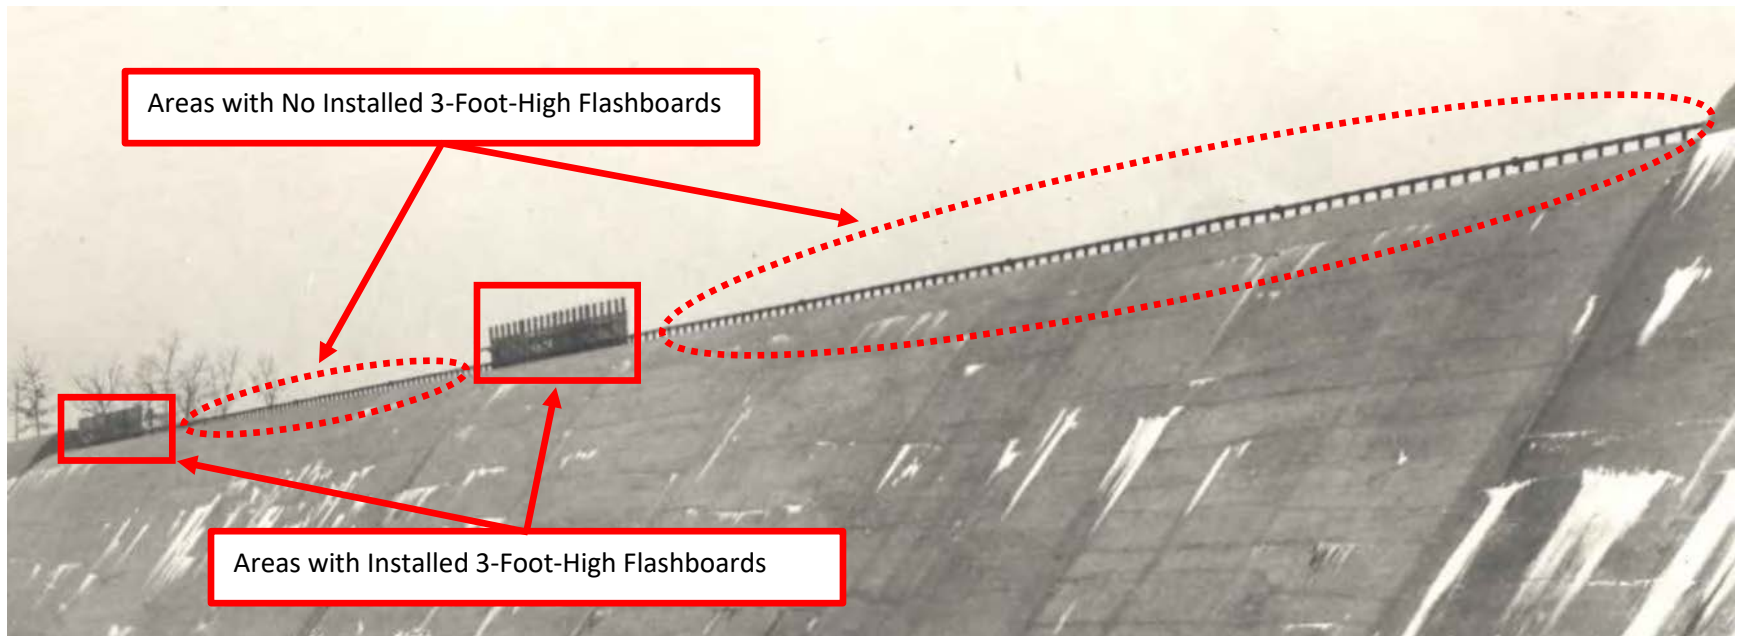 Areas with No Installed 3-Foot-High Flashboards
Areas with Installed 3-Foot-High Flashboards